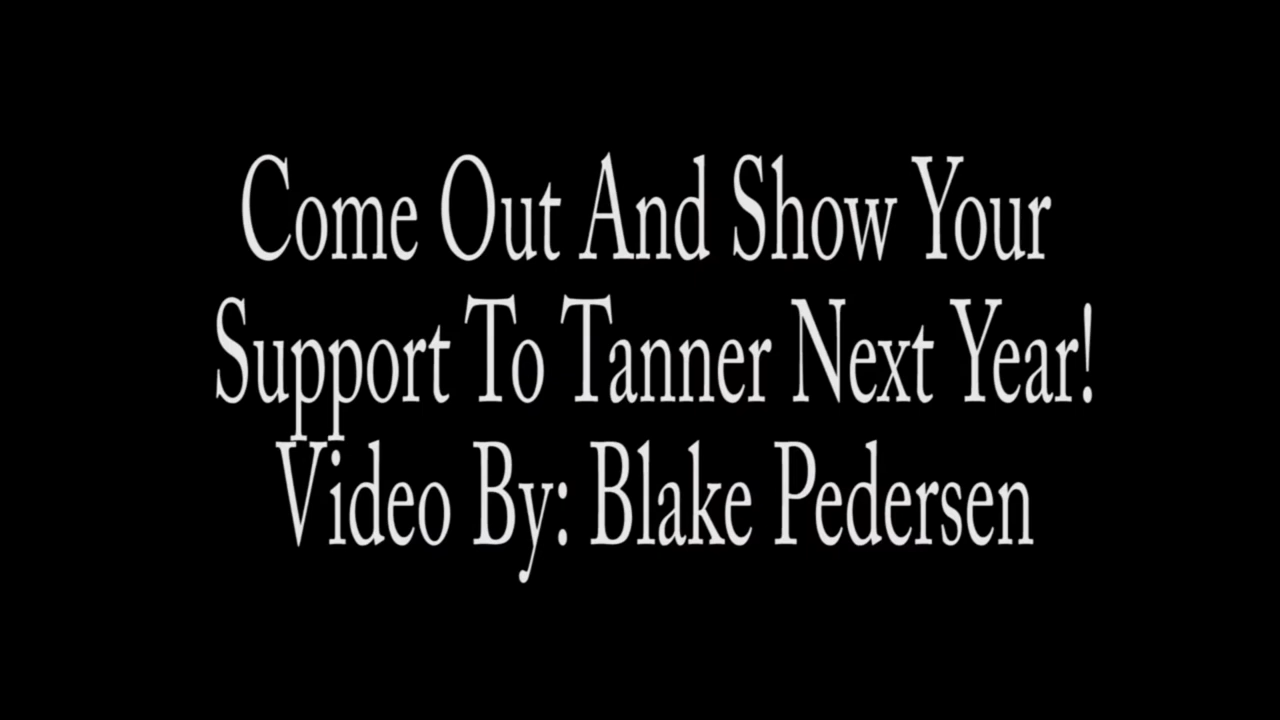 Come Out And Show Your
Support To Tanner Next Year!
Video By: Blake Pedersen